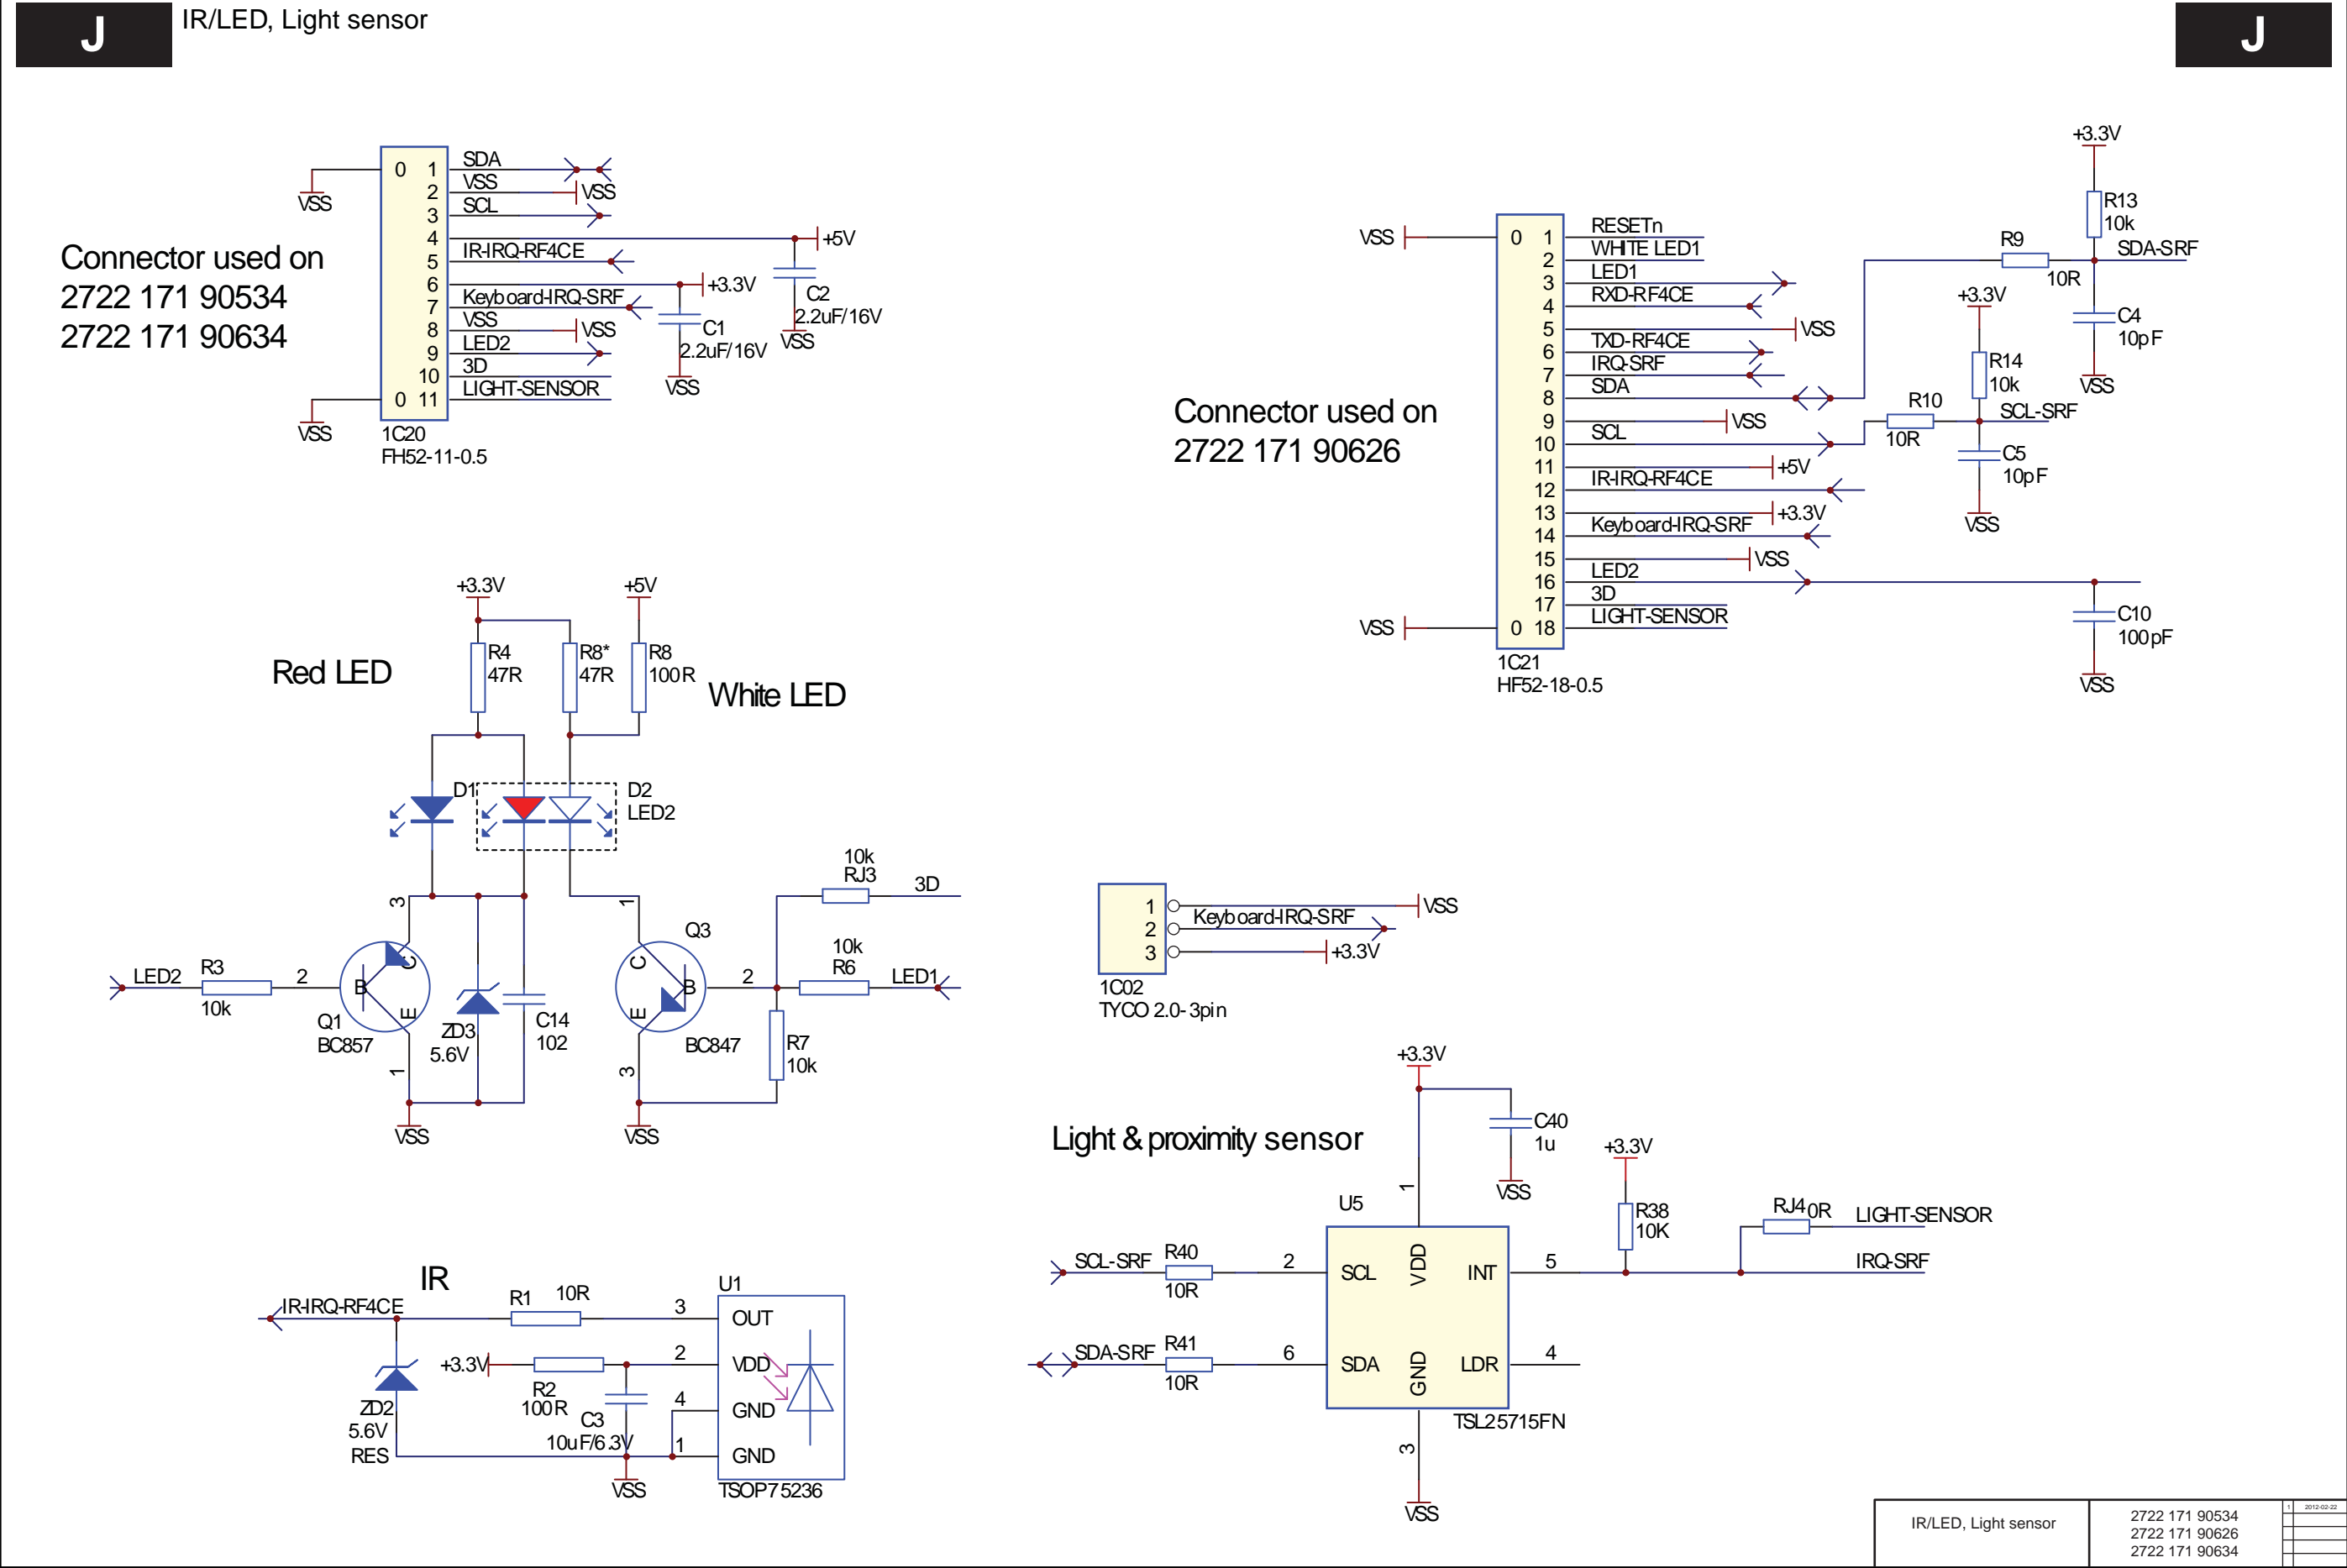 J
IR/LED, Light sensor
J
0 1 SDA
2 VSS VSS
3 SCL
4 +5V
5 IR-IRQ-RF4CE
6 +3.3V
7 Keyboard-IRQ-SRF
8 VSS VSS
9 LED2
10 3D
0 11 LIGHT-SENSOR
VSS
VSS
1C20
FH52-11-0.5
C1
2.2uF/16V
VSS
C2
2.2uF/16V
VSS
Connector used on
2722 171 90534
2722 171 90634
VSS
0 1 RESETn
2 WHITE LED1
3 LED1
4 RXD-RF4CE
5 VSS
6 TXD-RF4CE
7 IRQ-SRF
8 SDA
9 VSS
10 SCL
11 +5V
12 IR-IRQ-RF4CE
13 +3.3V
14 Keyboard-IRQ-SRF
15 VSS
16 LED2
17 3D
VSS
0 18 LIGHT-SENSOR
1C21
HF52-18-0.5
Connector used on
2722 171 90626
+3.3V
R13
10k
R9
10R
SDA-SRF
C4
10pF
VSS
+3.3V
R14
10k
R10
10R
SCL-SRF
C5
10pF
VSS
C10
100pF
VSS
+3.3V +5V
R4
47R
R8*
47R
R8
100R
Red LED
White LED
D1
D2
LED2
LED2
R3
10k
2
3
B
C
E
1
Q1
BC857
ZD3
5.6V
C14
102
VSS
1
C
B
E
3
Q3
BC847
VSS
2
10k
RJ3
3D
10k
R6
LED1
R7
10k
1
2
3
VSS
Keyboard-IRQ-SRF
+3.3V
1C02
TYCO 2.0-3pin
Light & proximity sensor
+3.3V
C40
1u
VSS
1
U5
SCL-SRF
R40
10R
2
SCL
VDD
INT
5
SDA-SRF
R41
10R
6
SDA
GND
LDR
4
TSL25715FN
3
VSS
+3.3V
R38
10K
RJ4
0R
LIGHT-SENSOR
IRQ-SRF
IR
IR-IRQ-RF4CE
R1
10R
3
U1
OUT
+3.3V
R2
100R
2
VDD
4
GND
1
GND
ZD2
5.6V
RES
C3
10uF/6.3V
VSS
TSOP75236
IR/LED, Light sensor
2722 171 90534
2722 171 90626
2722 171 90634
1 2012-02-22